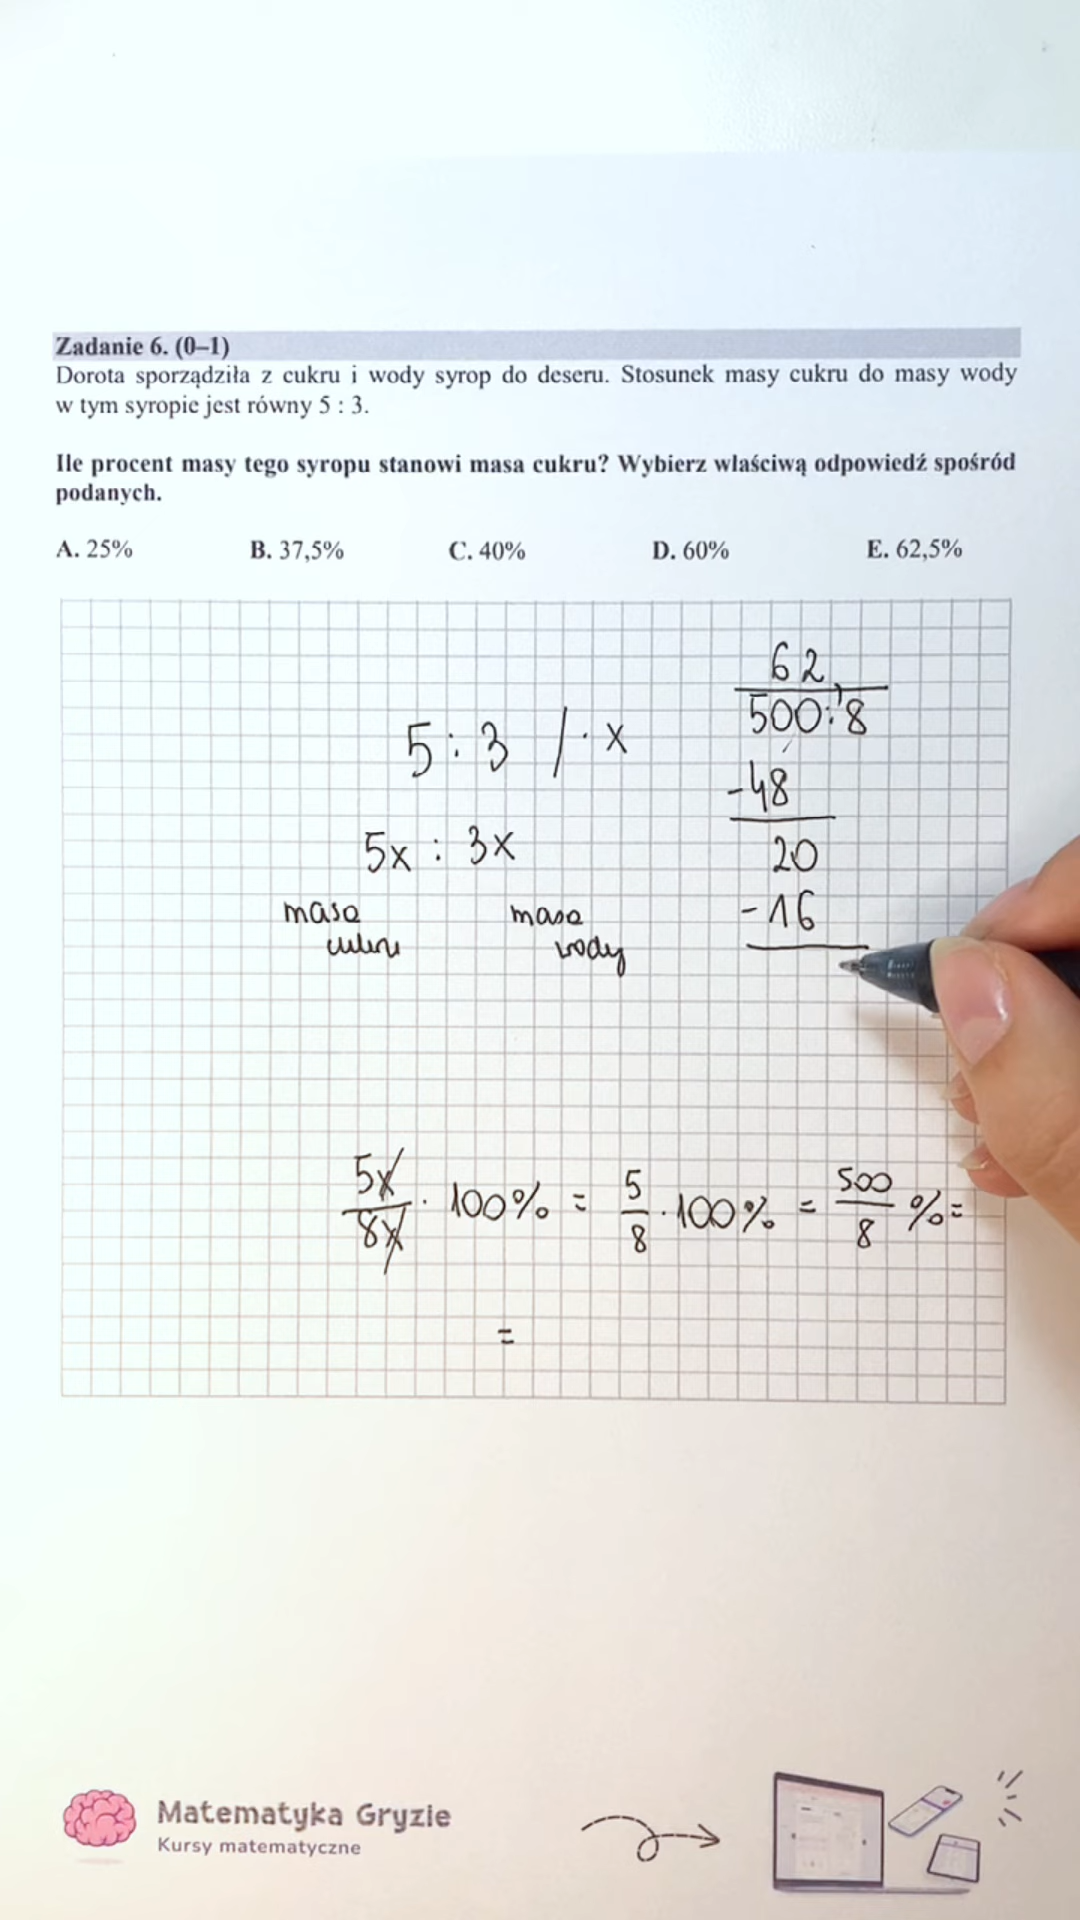 Zadanie 6. (0–1)
Dorota sporządziła z cukru i wody syrop do deseru. Stosunek masy cukru do masy wody
w tym syropie jest równy 5 : 3.
Ile procent masy tego syropu stanowi masa cukru? Wybierz właściwą odpowiedź spośród
podanych.
A. 25% B. 37,5% C. 40% D. 60% E. 62,5%
5 : 3 / · x
5x : 3x
masa cukru
masa wody
62,
500 : 8
-48
20
-16
5x/8x · 100% = 5/8 · 100% = 500/8 % =
=
Matematyka Gryzie
Kursy matematyczne